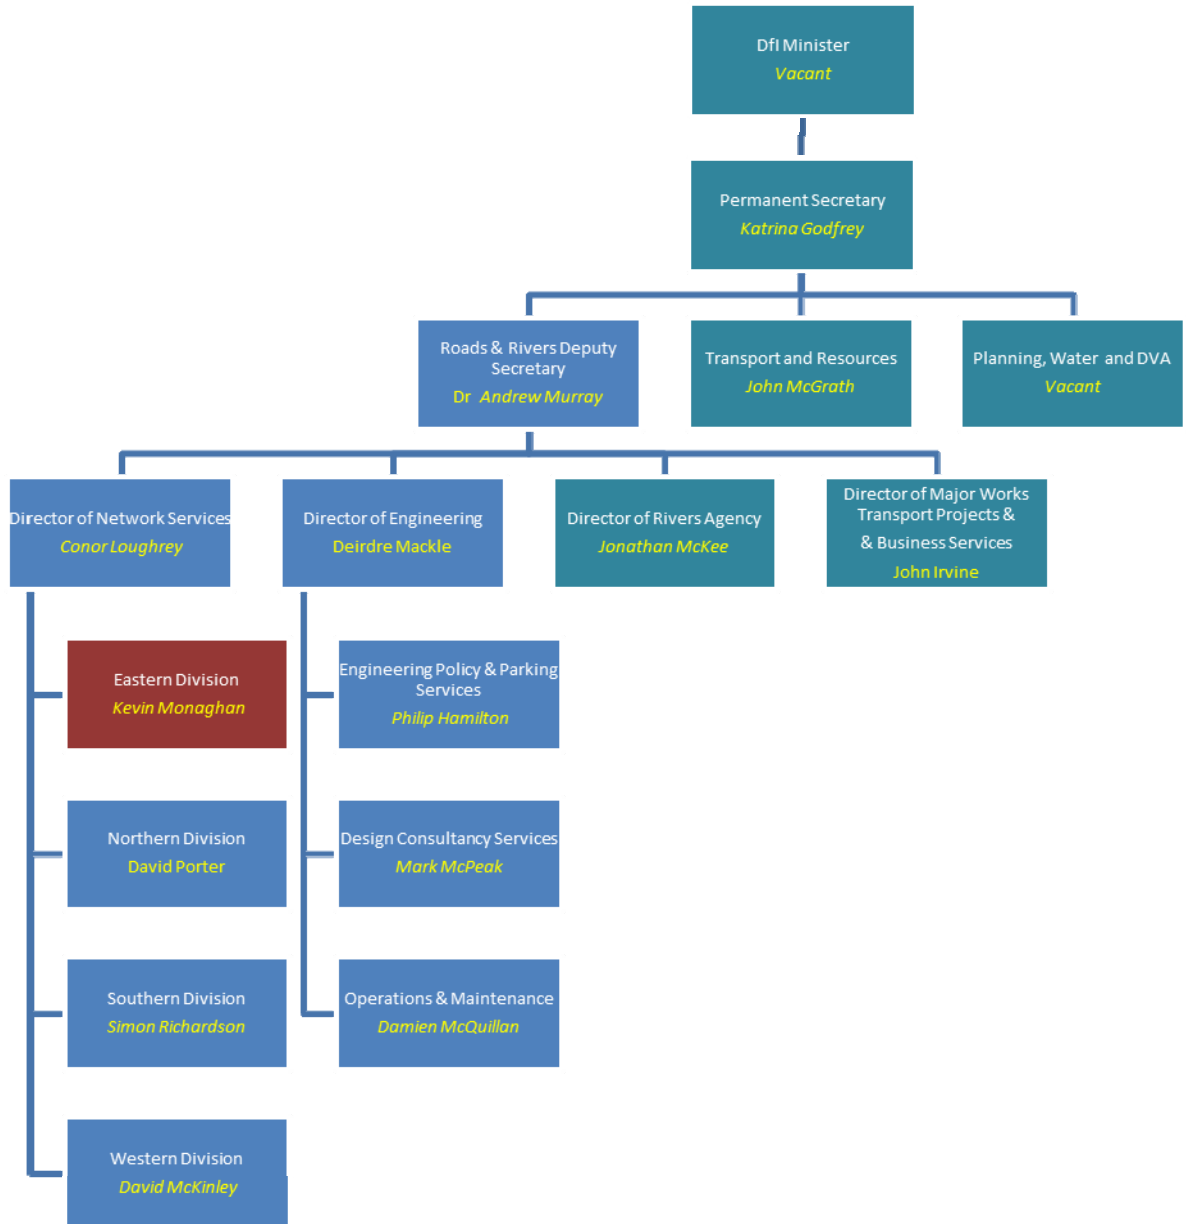 DfI Minister
Vacant
Permanent Secretary
Katrina Godfrey
Roads & Rivers Deputy
Secretary
Dr Andrew Murray
Transport and Resources
John McGrath
Planning, Water and DVA
Vacant
Director of Network Services
Conor Loughrey
Director of Engineering
Deirdre Mackle
Director of Rivers Agency
Jonathan McKee
Director of Major Works
Transport Projects &
& Business Services
John Irvine
Eastern Division
Kevin Monaghan
Northern Division
David Porter
Southern Division
Simon Richardson
Western Division
David McKinley
Engineering Policy & Parking
Services
Philip Hamilton
Design Consultancy Services
Mark McPeak
Operations & Maintenance
Damien McQuillan